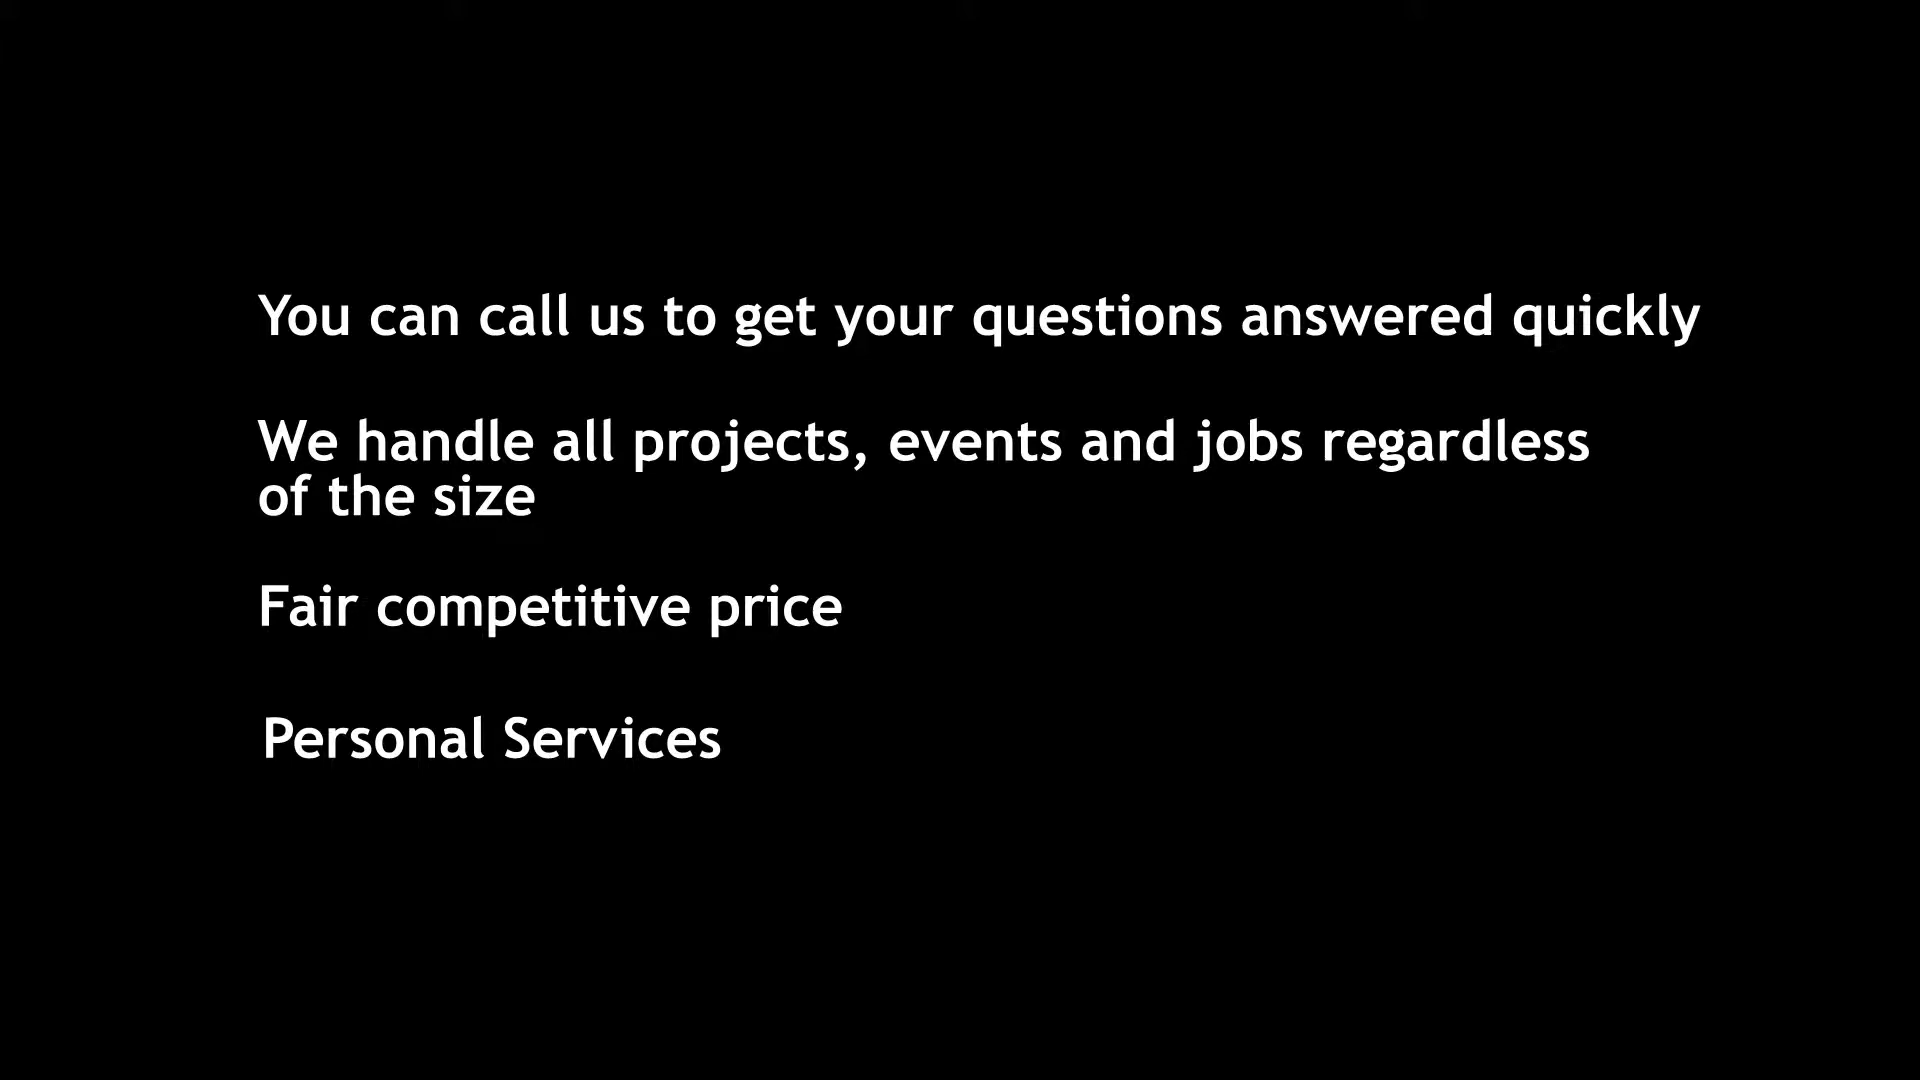 You can call us to get your questions answered quickly
We handle all projects, events and jobs regardless
of the size
Fair competitive price
Personal Services